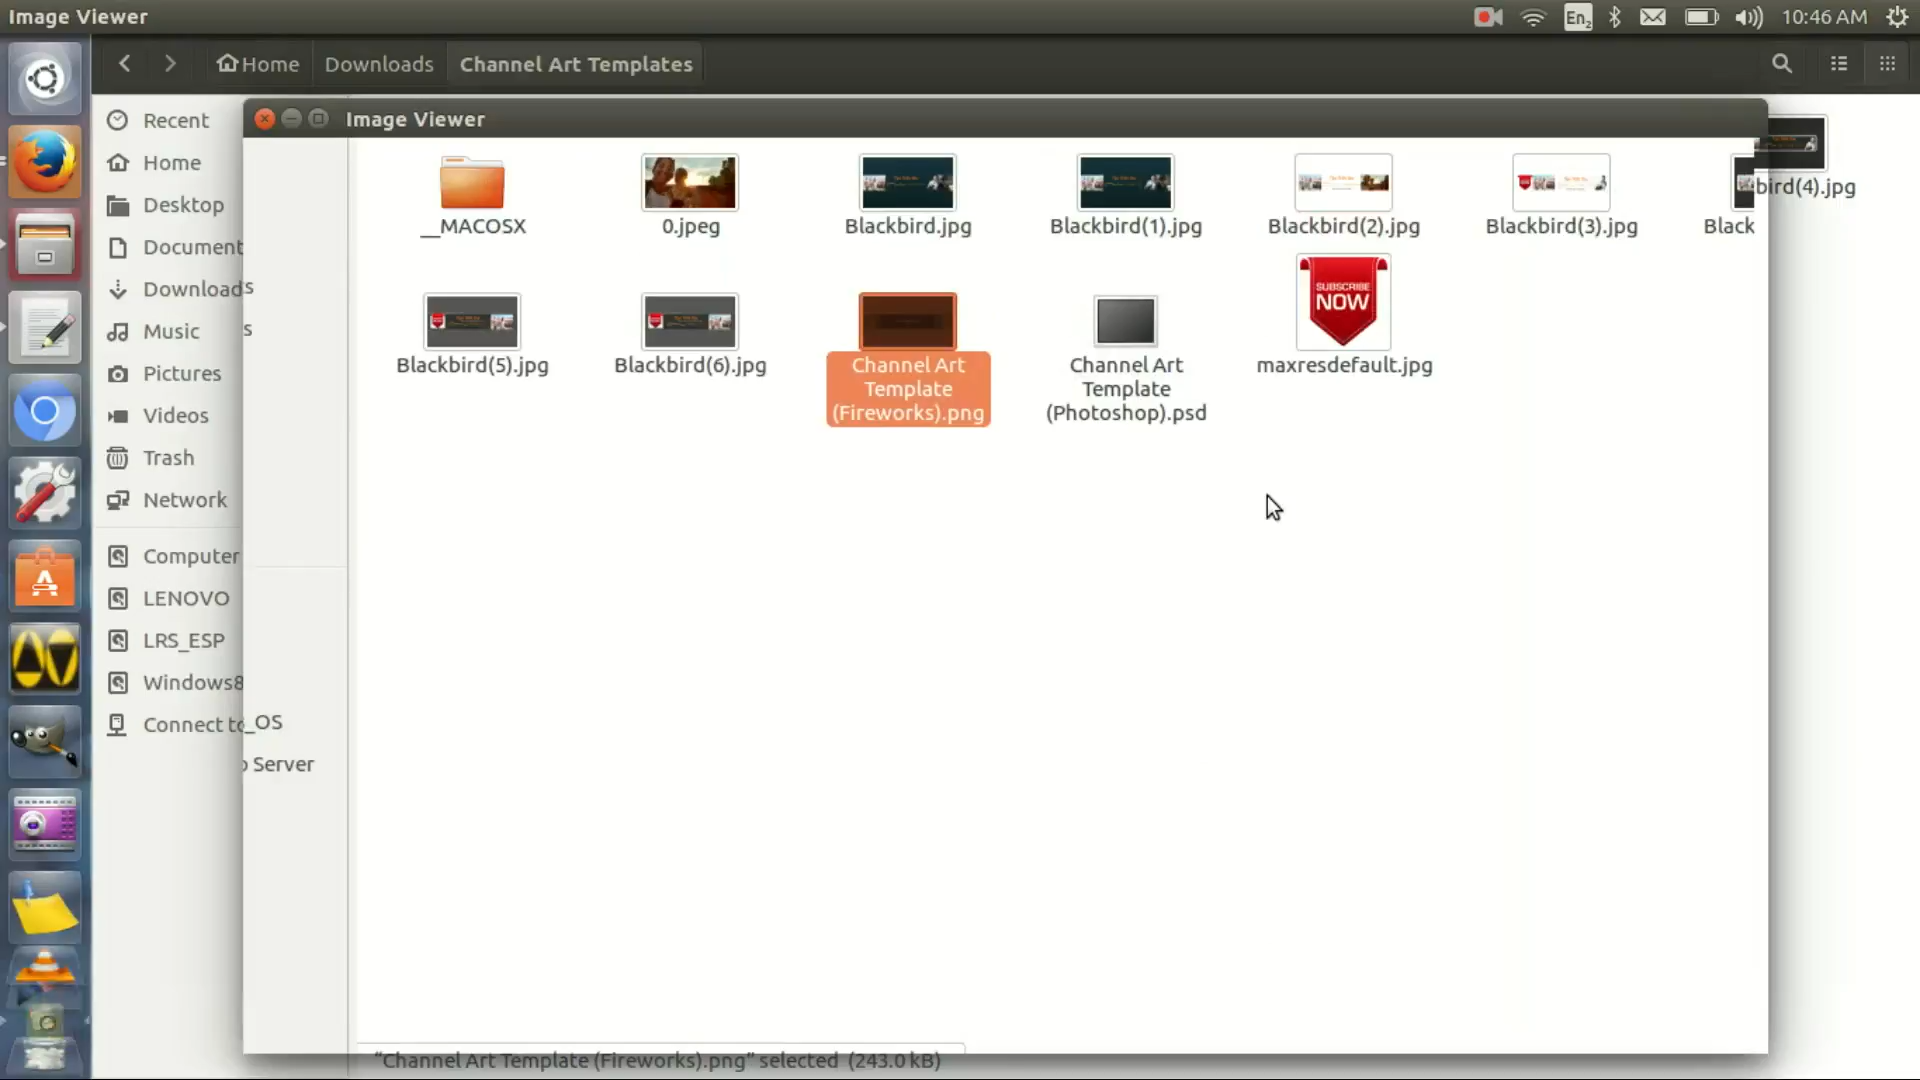 Image Viewer
En2
10:46 AM
Home
Downloads
Channel Art Templates
Image Viewer
Recent
Home
Desktop
Document
Downloads
s
Music
s
Pictures
Videos
Trash
Network
Computer
LENOVO
LRS_ESP
Windows8
_OS
Connect to
Server
__MACOSX
0.jpeg
Blackbird.jpg
Blackbird(1).jpg
Blackbird(2).jpg
Blackbird(3).jpg
Black
bird(4).jpg
SUBSCRIBE
NOW
Blackbird(5).jpg
Blackbird(6).jpg
Channel Art
Template
(Fireworks).png
Channel Art
Template
(Photoshop).psd
maxresdefault.jpg
"Channel Art Template (Fireworks).png" selected (243.0 kB)